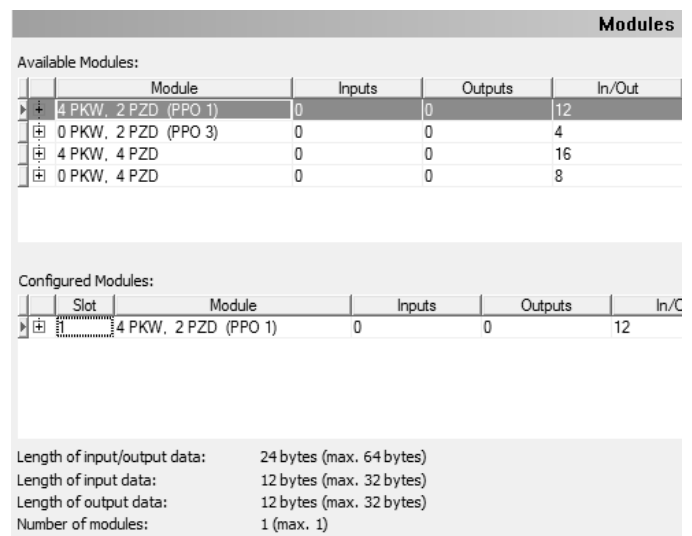 Modules
Available Modules:
Module Inputs Outputs In/Out
4 PKW, 2 PZD (PPO 1) 0 0 12
0 PKW, 2 PZD (PPO 3) 0 0 4
4 PKW, 4 PZD 0 0 16
0 PKW, 4 PZD 0 0 8
Configured Modules:
Slot Module Inputs Outputs In/O
1 4 PKW, 2 PZD (PPO 1) 0 0 12
Length of input/output data: 24 bytes (max. 64 bytes)
Length of input data: 12 bytes (max. 32 bytes)
Length of output data: 12 bytes (max. 32 bytes)
Number of modules: 1 (max. 1)